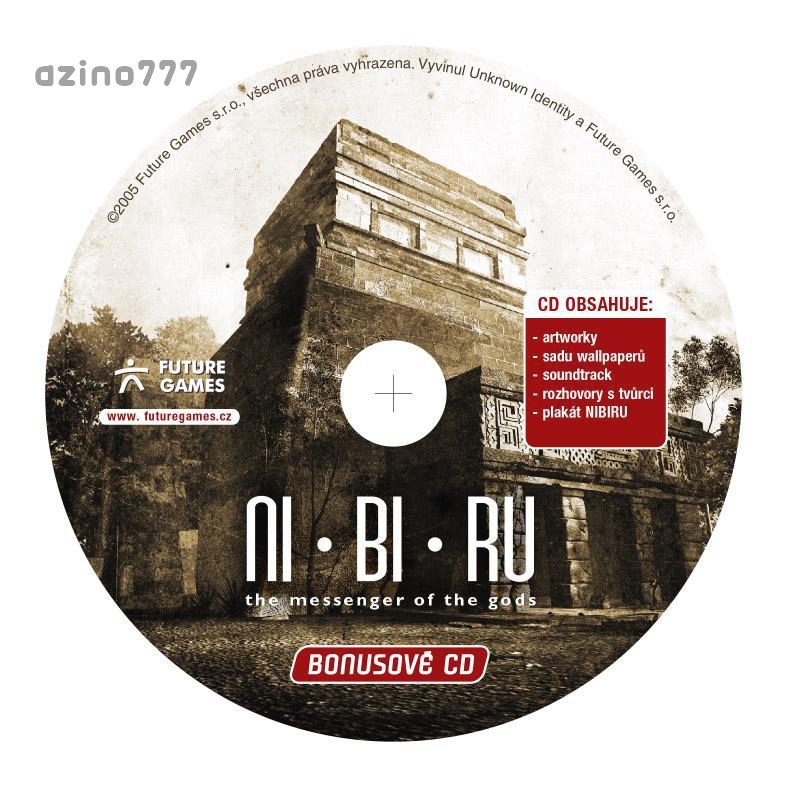 azino777
©2005 Future Games s.r.o., všechna práva vyhrazena. Vyvinul Unknown Identity a Future Games s.r.o.
CD OBSAHUJE:
- artworky
- sadu wallpaperů
- soundtrack
- rozhovory s tvůrci
- plakát NIBIRU
FUTURE
GAMES
www. futuregames.cz
NI • BI • RU
the messenger of the gods
BONUSOVÉ CD